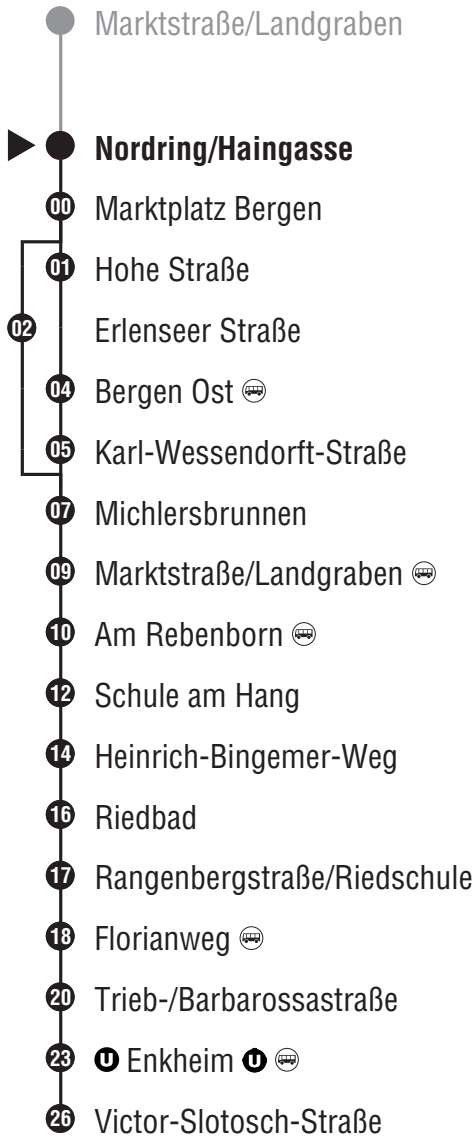 Marktstraße/Landgraben
Nordring/Haingasse
00 Marktplatz Bergen
01 Hohe Straße
02 Erlenseer Straße
04 Bergen Ost
05 Karl-Wessendorft-Straße
07 Michlersbrunnen
09 Marktstraße/Landgraben
10 Am Rebenborn
12 Schule am Hang
14 Heinrich-Bingemer-Weg
16 Riedbad
17 Rangenbergstraße/Riedschule
18 Florianweg
20 Trieb-/Barbarossastraße
23 U Enkheim U
26 Victor-Slotosch-Straße